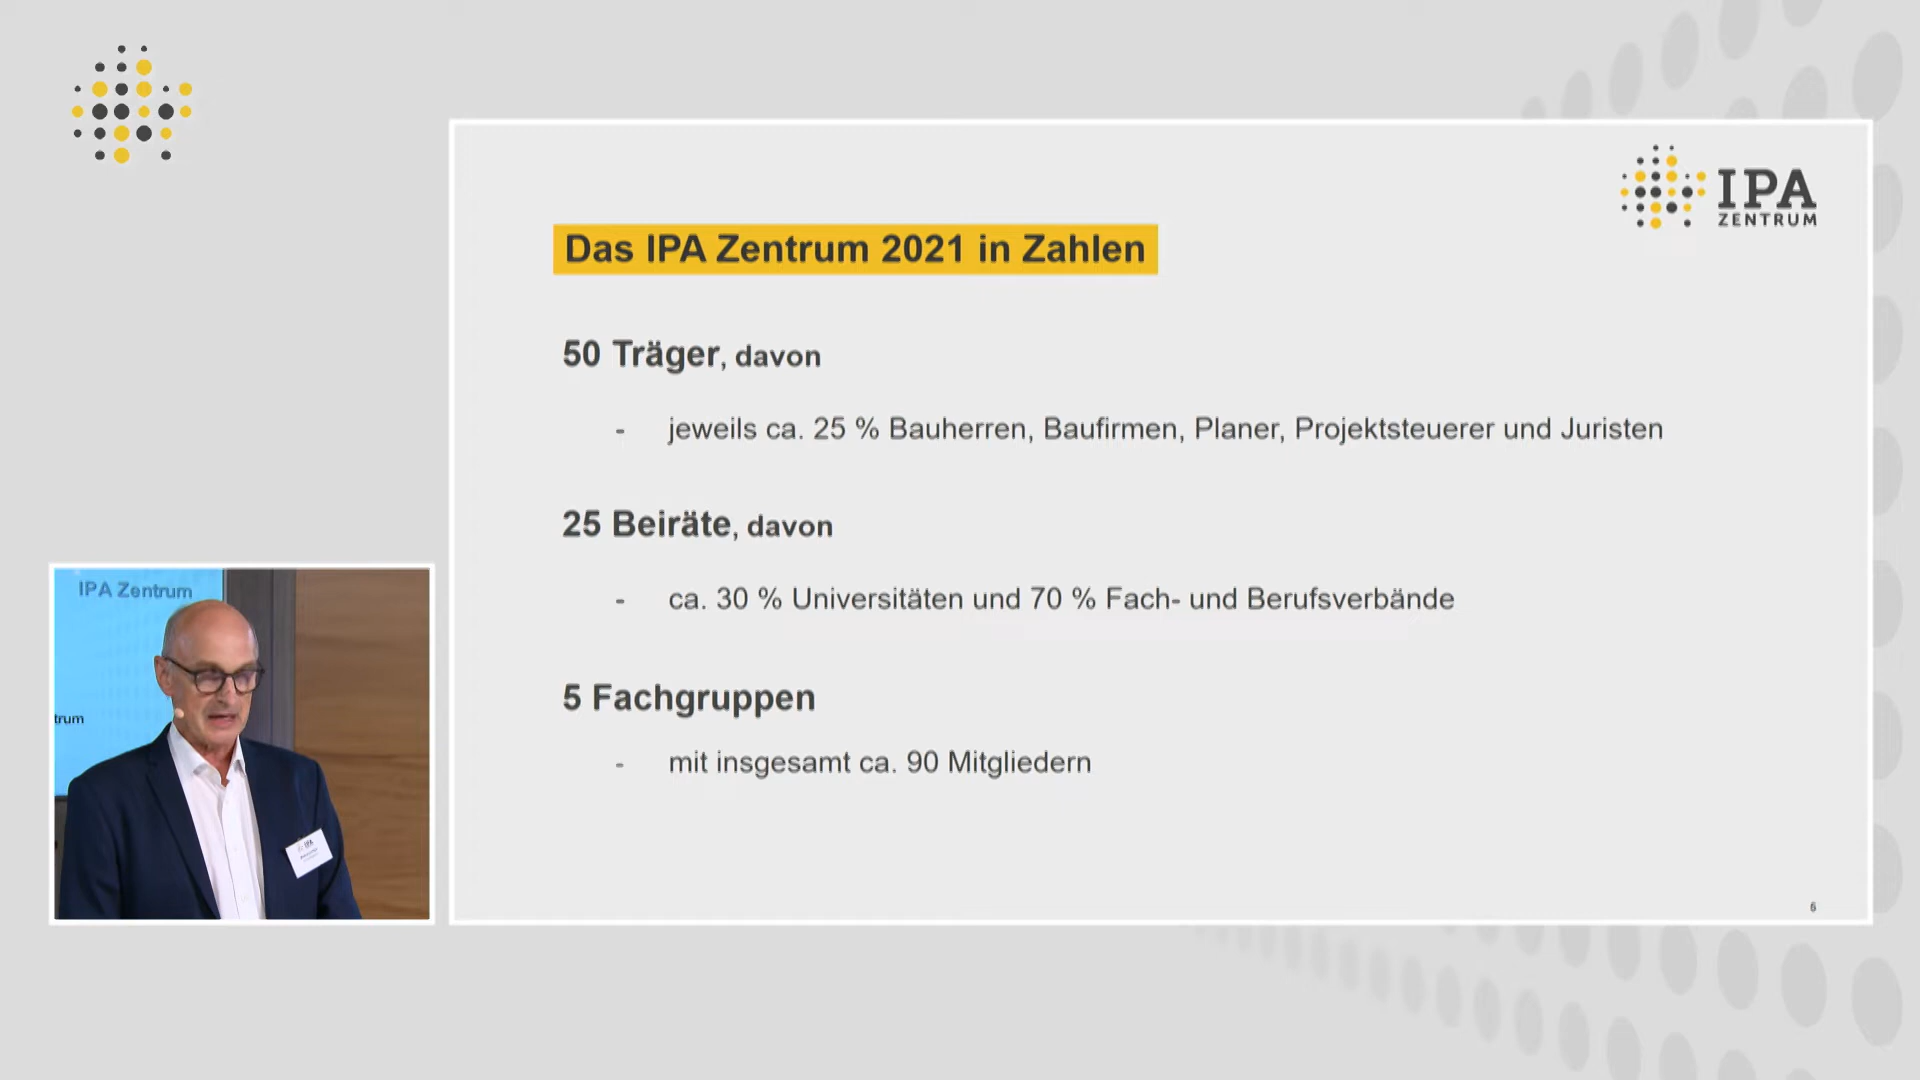 IPA
ZENTRUM
Das IPA Zentrum 2021 in Zahlen
50 Träger, davon
- jeweils ca. 25 % Bauherren, Baufirmen, Planer, Projektsteuerer und Juristen
25 Beiräte, davon
- ca. 30 % Universitäten und 70 % Fach- und Berufsverbände
5 Fachgruppen
- mit insgesamt ca. 90 Mitgliedern
6
IPA Zentrum
trum
IPA